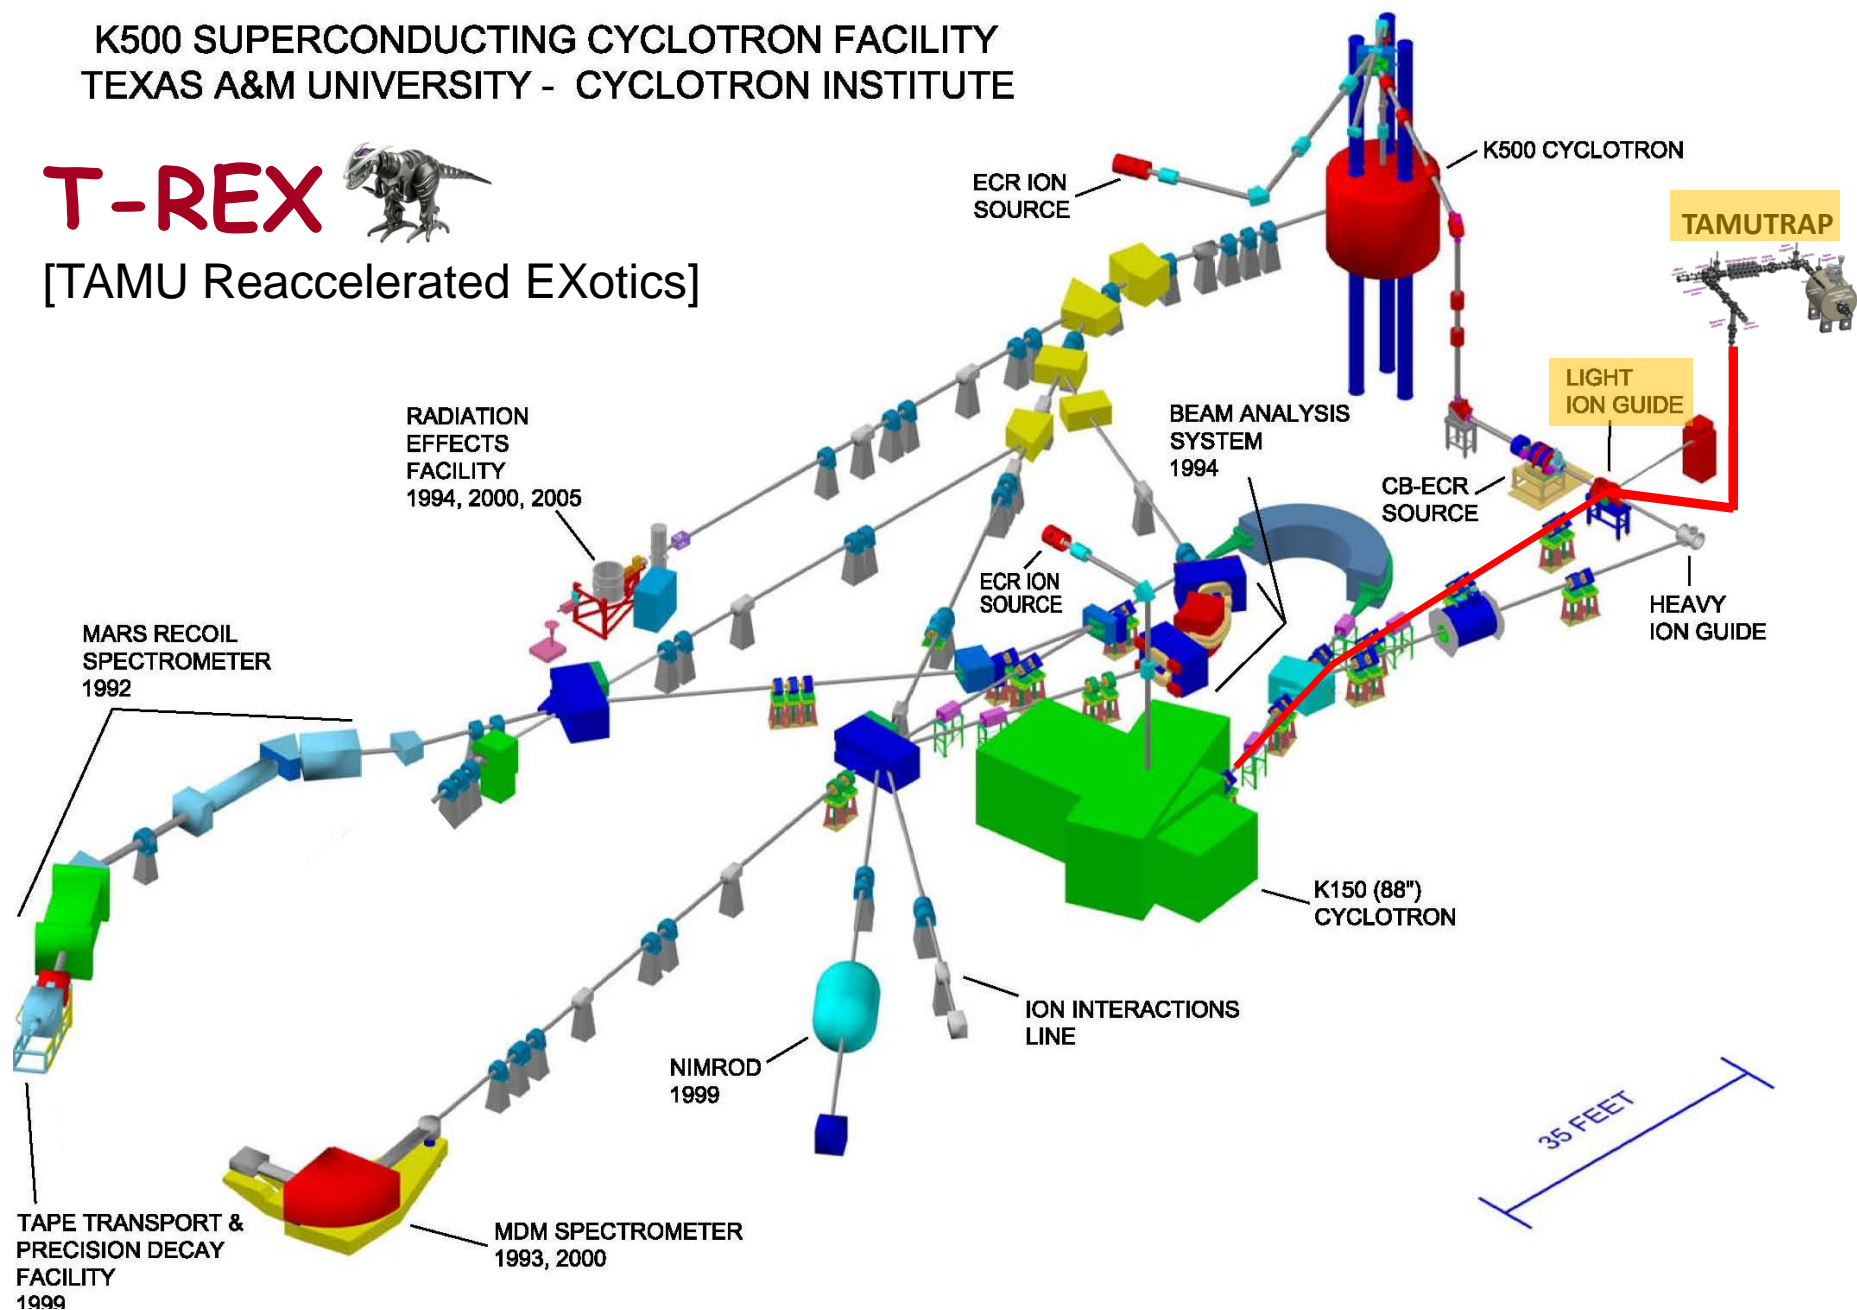 K500 SUPERCONDUCTING CYCLOTRON FACILITY
TEXAS A&M UNIVERSITY - CYCLOTRON INSTITUTE
T-REX
[TAMU Reaccelerated EXotics]
ECR ION
SOURCE
K500 CYCLOTRON
TAMUTRAP
LIGHT
ION GUIDE
RADIATION
EFFECTS
FACILITY
1994, 2000, 2005
BEAM ANALYSIS
SYSTEM
1994
CB-ECR
SOURCE
ECR ION
SOURCE
HEAVY
ION GUIDE
MARS RECOIL
SPECTROMETER
1992
K150 (88")
CYCLOTRON
ION INTERACTIONS
LINE
NIMROD
1999
35 FEET
MDM SPECTROMETER
1993, 2000
TAPE TRANSPORT &
PRECISION DECAY
FACILITY
1999